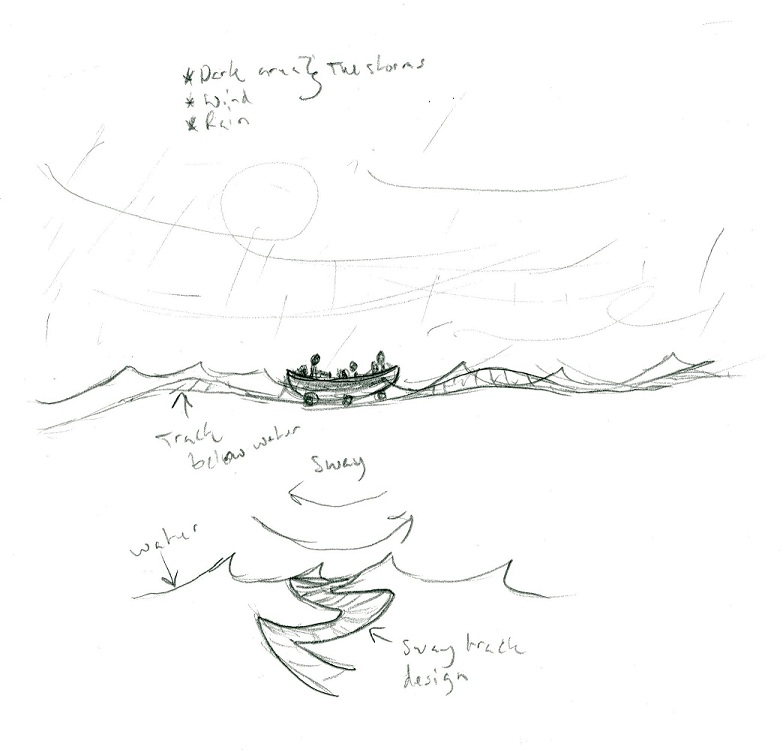 * Dark area } The storms
* Wind
* Rain
Track
below water
Sway
water
Sway track
design